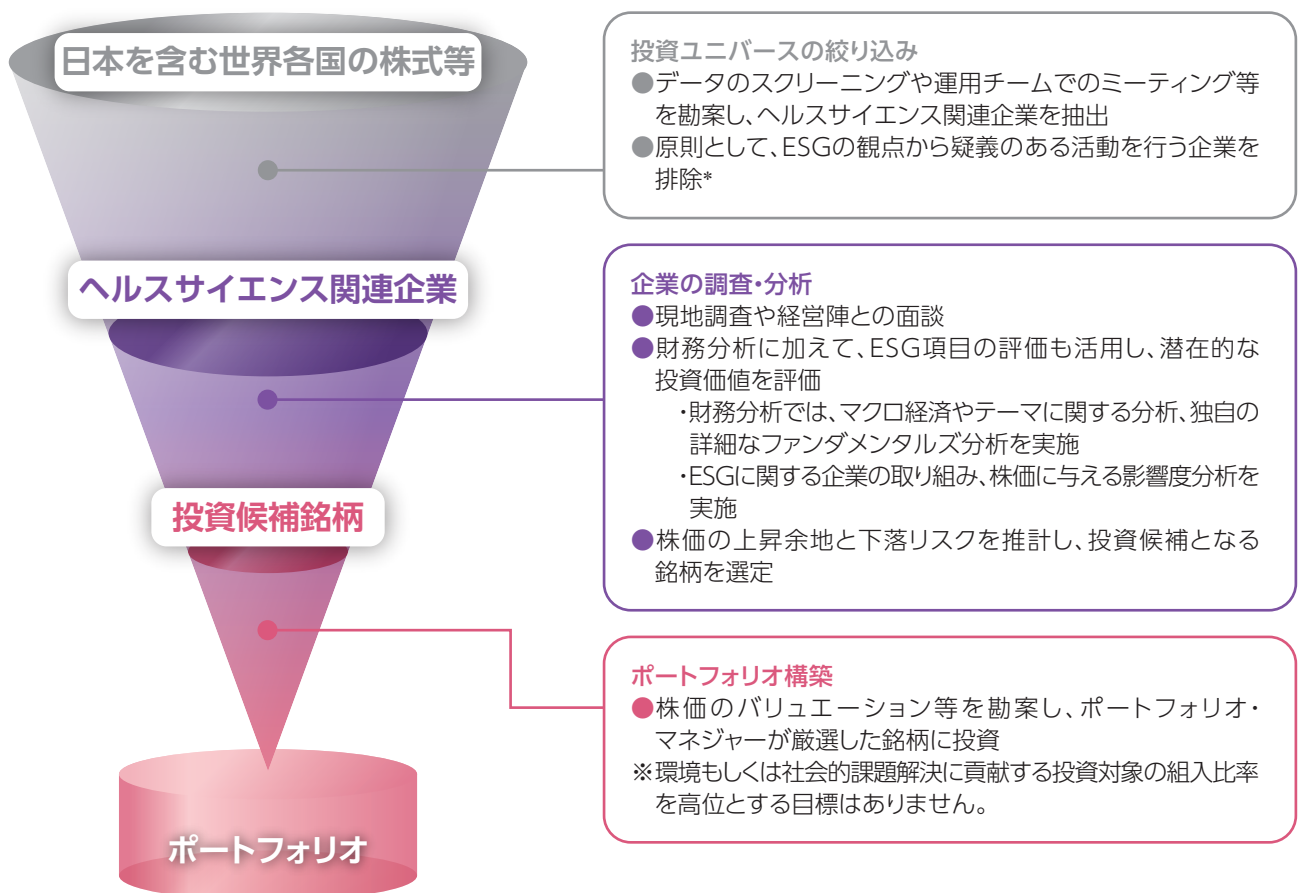 日本を含む世界各国の株式等
投資ユニバースの絞り込み
●データのスクリーニングや運用チームでのミーティング等
を勘案し、ヘルスサイエンス関連企業を抽出
●原則として、ESGの観点から疑義のある活動を行う企業を
排除*
ヘルスサイエンス関連企業
企業の調査・分析
●現地調査や経営陣との面談
●財務分析に加えて、ESG項目の評価も活用し、潜在的な
投資価値を評価
・財務分析では、マクロ経済やテーマに関する分析、独自の
詳細なファンダメンタルズ分析を実施
・ESGに関する企業の取り組み、株価に与える影響度分析を
実施
●株価の上昇余地と下落リスクを推計し、投資候補となる
銘柄を選定
投資候補銘柄
ポートフォリオ構築
●株価のバリュエーション等を勘案し、ポートフォリオ・
マネジャーが厳選した銘柄に投資
※環境もしくは社会的課題解決に貢献する投資対象の組入比率
を高位とする目標はありません。
ポートフォリオ